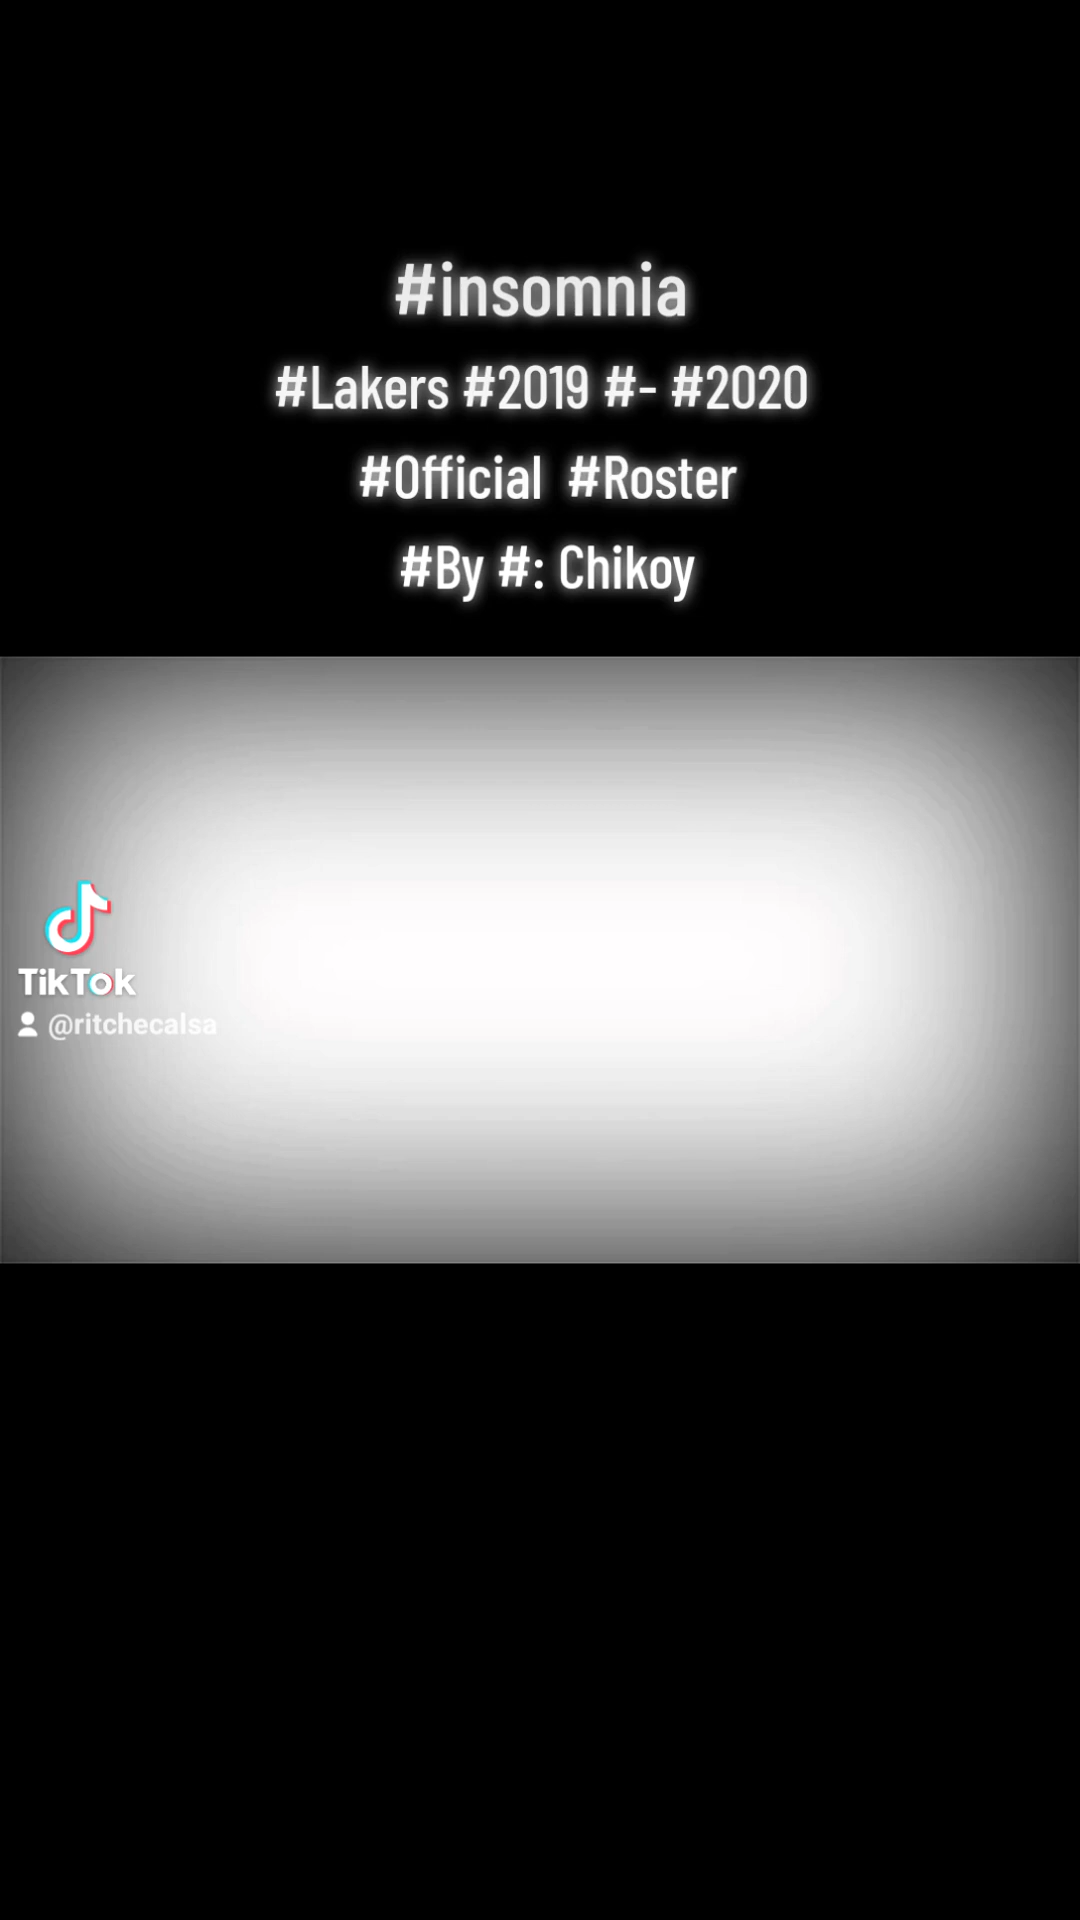 #insomnia
#Lakers #2019 #- #2020
#Official #Roster
#By #: Chikoy
TikTok
@ritchecalsa